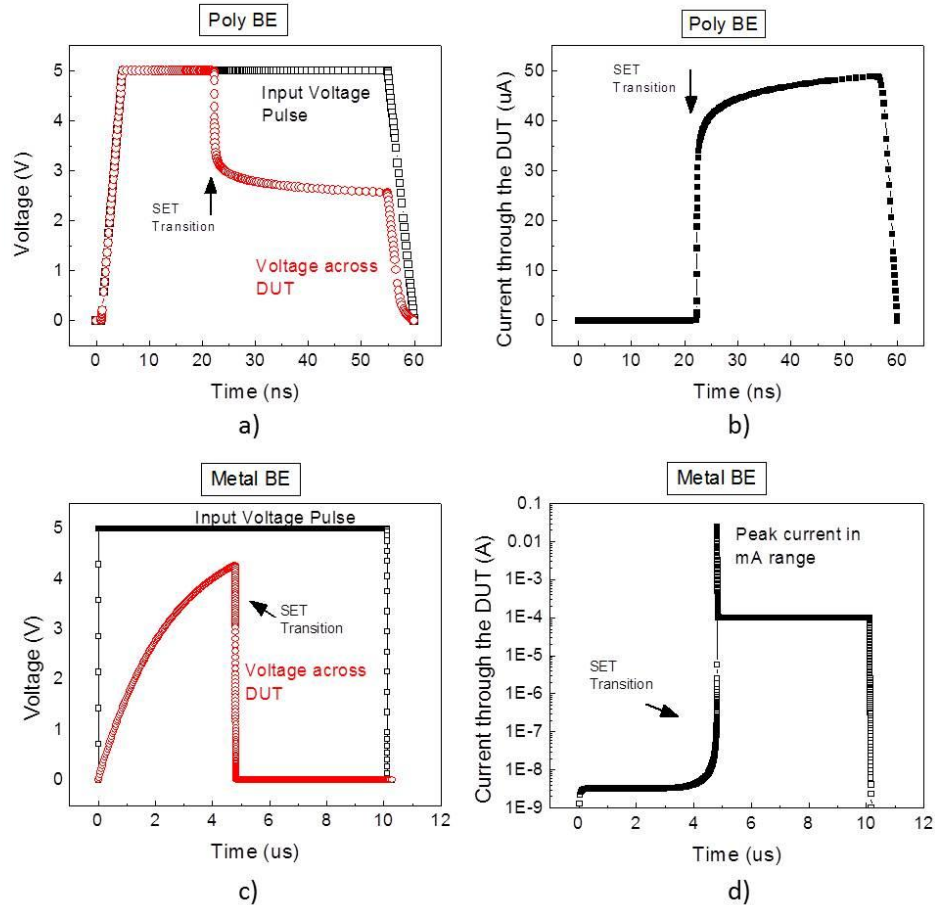 Poly BE
5
4
3
2
1
0
Voltage (V)
Input Voltage
Pulse
SET
Transition
Voltage across
DUT
0
10
20
30
40
50
60
Time (ns)
a)
Poly BE
50
40
30
20
10
0
Current through the DUT (uA)
SET
Transition
0
10
20
30
40
50
60
Time (ns)
b)
Metal BE
5
4
3
2
1
0
Voltage (V)
Input Voltage Pulse
SET
Transition
Voltage across
DUT
0
2
4
6
8
10
12
Time (us)
c)
Metal BE
0.1
0.01
1E-3
1E-4
1E-5
1E-6
1E-7
1E-8
1E-9
Current through the DUT (A)
Peak current in
mA range
SET
Transition
0
2
4
6
8
10
12
Time (us)
d)